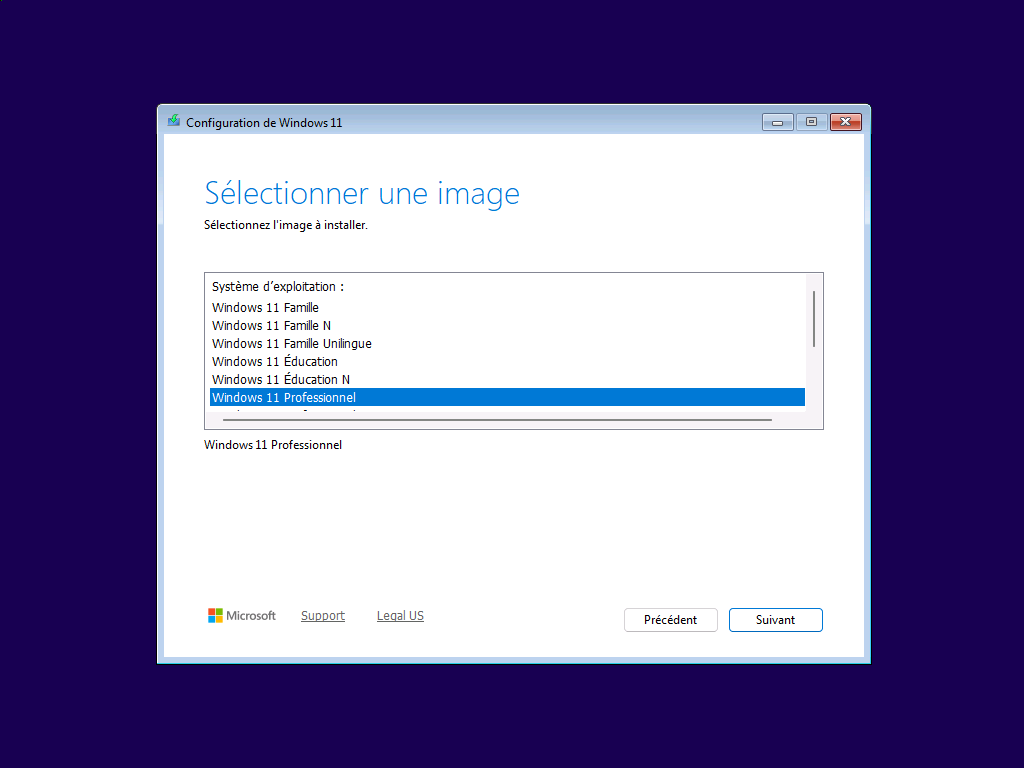 Configuration de Windows 11
Sélectionner une image
Sélectionnez l'image à installer.
Système d’exploitation :
Windows 11 Famille
Windows 11 Famille N
Windows 11 Famille Unilingue
Windows 11 Éducation
Windows 11 Éducation N
Windows 11 Professionnel
Windows 11 Professionnel
Microsoft Support Legal US Précédent Suivant